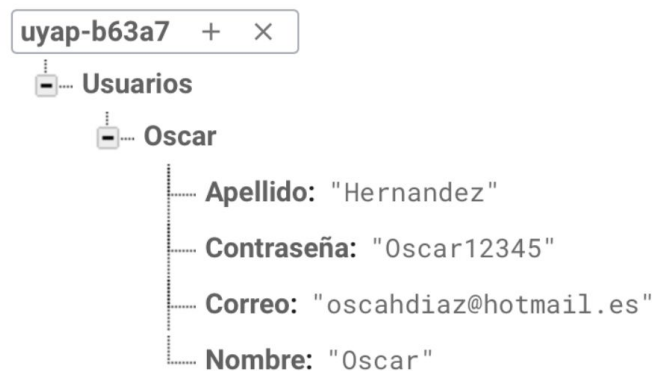 uyap-b63a7 + ×
Usuarios
Oscar
Apellido: "Hernandez"
Contraseña: "Oscar12345"
Correo: "oscahdiaz@hotmail.es"
Nombre: "Oscar"